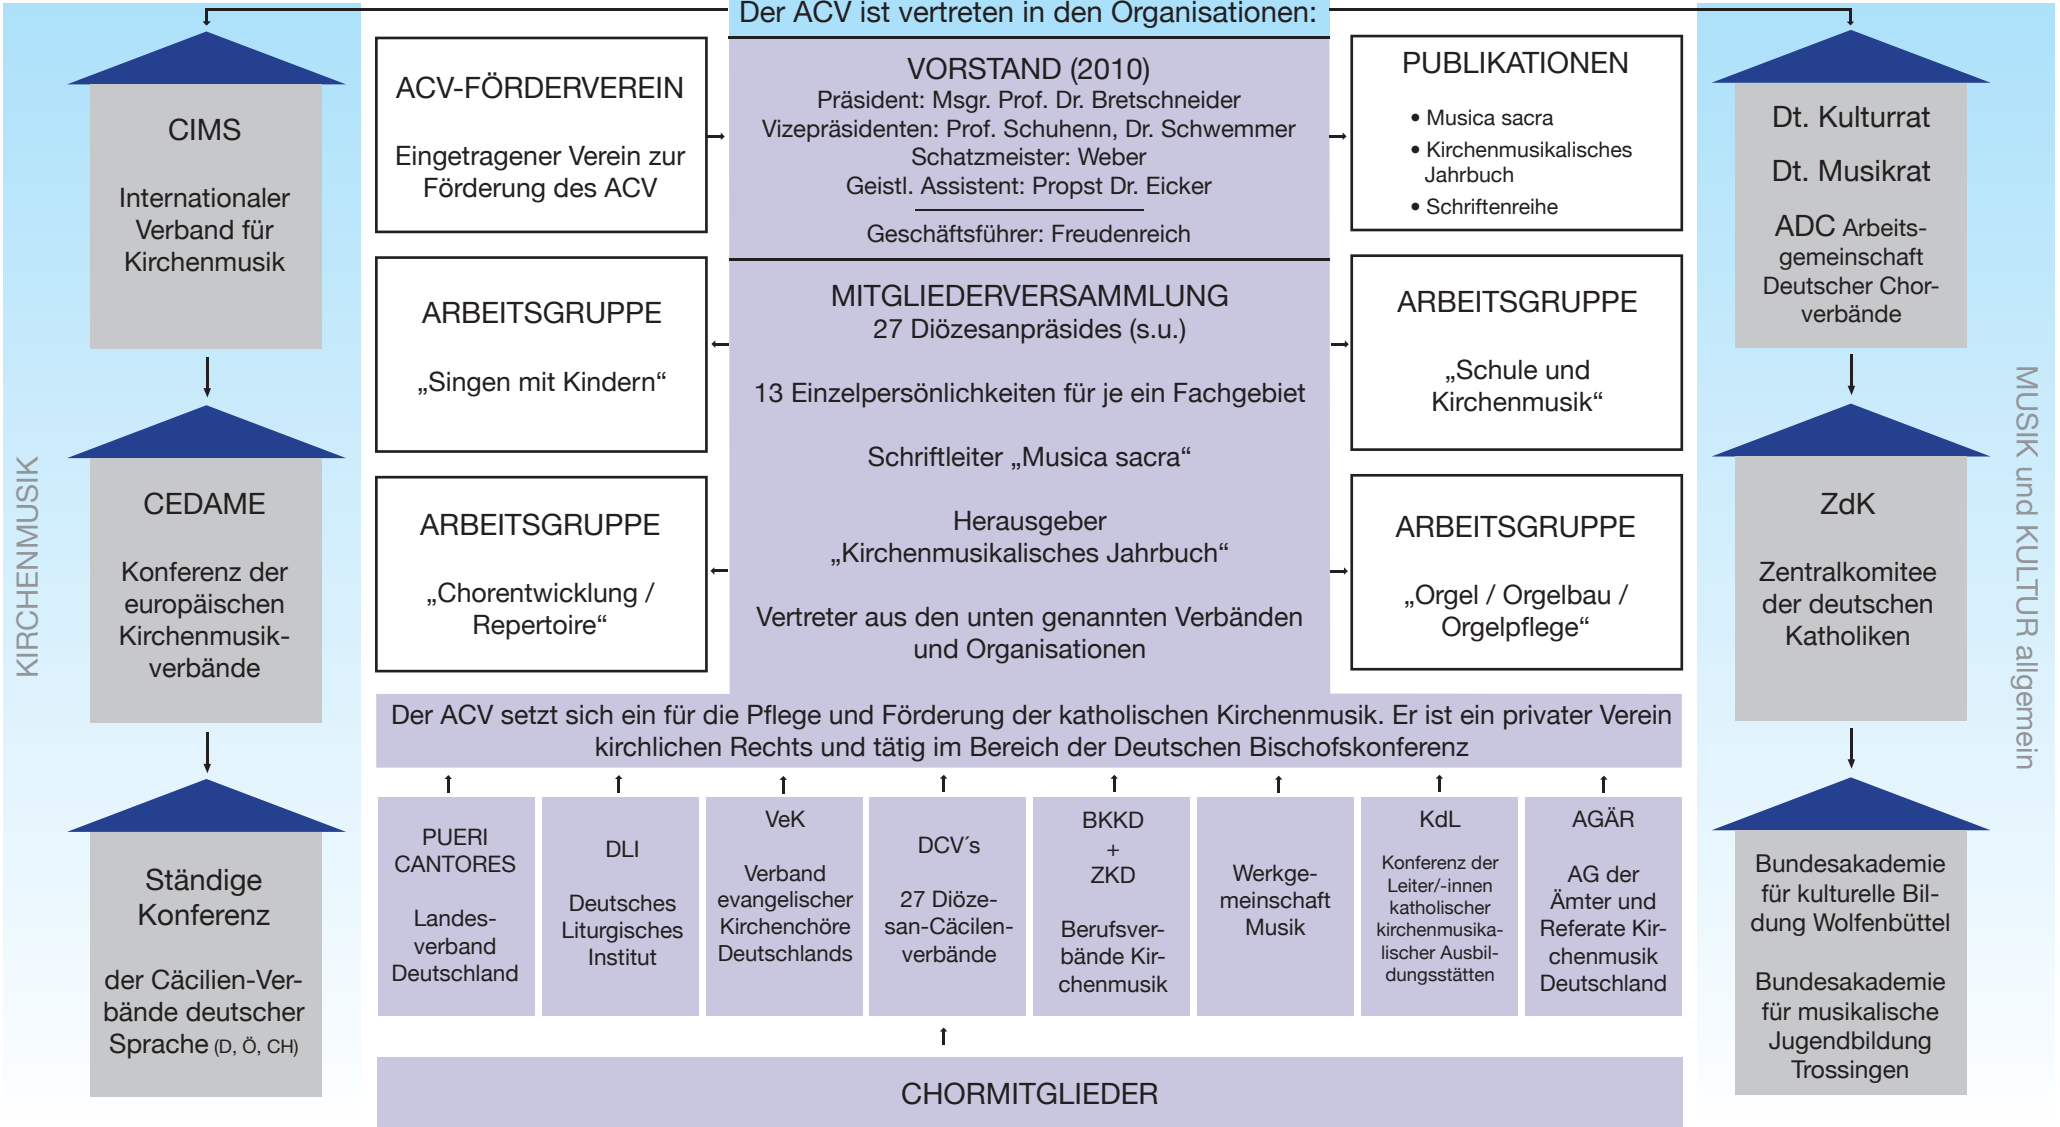 Der ACV ist vertreten in den Organisationen:
KIRCHENMUSIK
CIMS
Internationaler
Verband für
Kirchenmusik
CEDAME
Konferenz der
europäischen
Kirchenmusik-
verbände
Ständige
Konferenz
der Cäcilien-Ver-
bände deutscher
Sprache (D, Ö, CH)
ACV-FÖRDERVEREIN
Eingetragener Verein zur
Förderung des ACV
ARBEITSGRUPPE
„Singen mit Kindern“
ARBEITSGRUPPE
„Chorentwicklung /
Repertoire“
VORSTAND (2010)
Präsident: Msgr. Prof. Dr. Bretschneider
Vizepräsidenten: Prof. Schuhenn, Dr. Schwemmer
Schatzmeister: Weber
Geistl. Assistent: Propst Dr. Eicker
Geschäftsführer: Freudenreich
MITGLIEDERVERSAMMLUNG
27 Diözesanpräsides (s.u.)
13 Einzelpersönlichkeiten für je ein Fachgebiet
Schriftleiter „Musica sacra“
Herausgeber
„Kirchenmusikalisches Jahrbuch“
Vertreter aus den unten genannten Verbänden
und Organisationen
PUBLIKATIONEN
• Musica sacra
• Kirchenmusikalisches
Jahrbuch
• Schriftenreihe
ARBEITSGRUPPE
„Schule und
Kirchenmusik“
ARBEITSGRUPPE
„Orgel / Orgelbau /
Orgelpflege“
Der ACV setzt sich ein für die Pflege und Förderung der katholischen Kirchenmusik. Er ist ein privater Verein
kirchlichen Rechts und tätig im Bereich der Deutschen Bischofskonferenz
PUERI
CANTORES
Landes-
verband
Deutschland
DLI
Deutsches
Liturgisches
Institut
VeK
Verband
evangelischer
Kirchenchöre
Deutschlands
DCV´s
27 Diöze-
san-Cäcilen-
verbände
BKKD
+
ZKD
Berufsver-
bände Kir-
chenmusik
Werkge-
meinschaft
Musik
KdL
Konferenz der
Leiter/-innen
katholischer
kirchenmusika-
lischer Ausbil-
dungsstätten
AGÄR
AG der
Ämter und
Referate Kir-
chenmusik
Deutschland
CHORMITGLIEDER
Dt. Kulturrat
Dt. Musikrat
ADC Arbeits-
gemeinschaft
Deutscher Chor-
verbände
ZdK
Zentralkomitee
der deutschen
Katholiken
Bundesakademie
für kulturelle Bil-
dung Wolfenbüttel
Bundesakademie
für musikalische
Jugendbildung
Trossingen
MUSIK und KULTUR allgemein